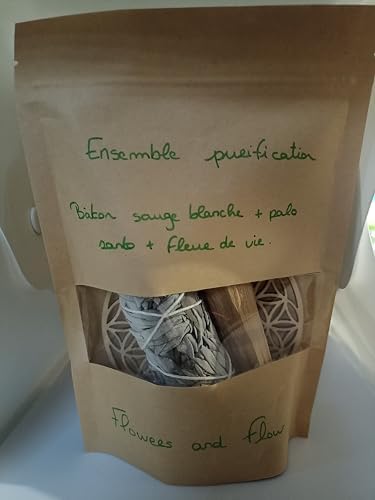 Ensemble purification
Bâton sauge blanche + palo
santo + fleur de vie.
Flowers and Flow